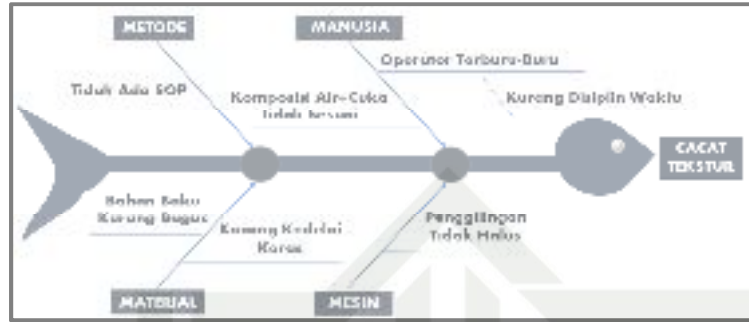 METODE
MANUSIA
Operator Terburu-Buru
Tidak Ada SOP
Komposisi Air-Cuka
Tidak Sesuai
Kurang Disiplin Waktu
CACAT
TEKSTUR
Bahan Baku
Kurang Bagus
Kurang Kedelai
Penggilingan
Tidak Halus
MATERIAL
MESIN